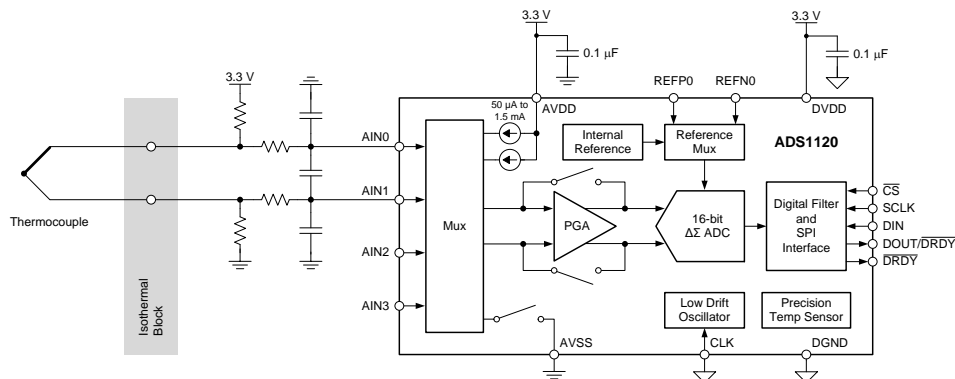 3.3 V
3.3 V
0.1 µF
0.1 µF
3.3 V
REFP0
REFN0
AVDD
DVDD
50 µA to
1.5 mA
ADS1120
Internal
Reference
Reference
Mux
AIN0
AIN1
AIN2
AIN3
Mux
PGA
16-bit
ΔΣ ADC
Digital Filter
and
SPI
Interface
CS
SCLK
DIN
DOUT/DRDY
DRDY
Thermocouple
Isothermal
Block
Low Drift
Oscillator
Precision
Temp Sensor
AVSS
CLK
DGND